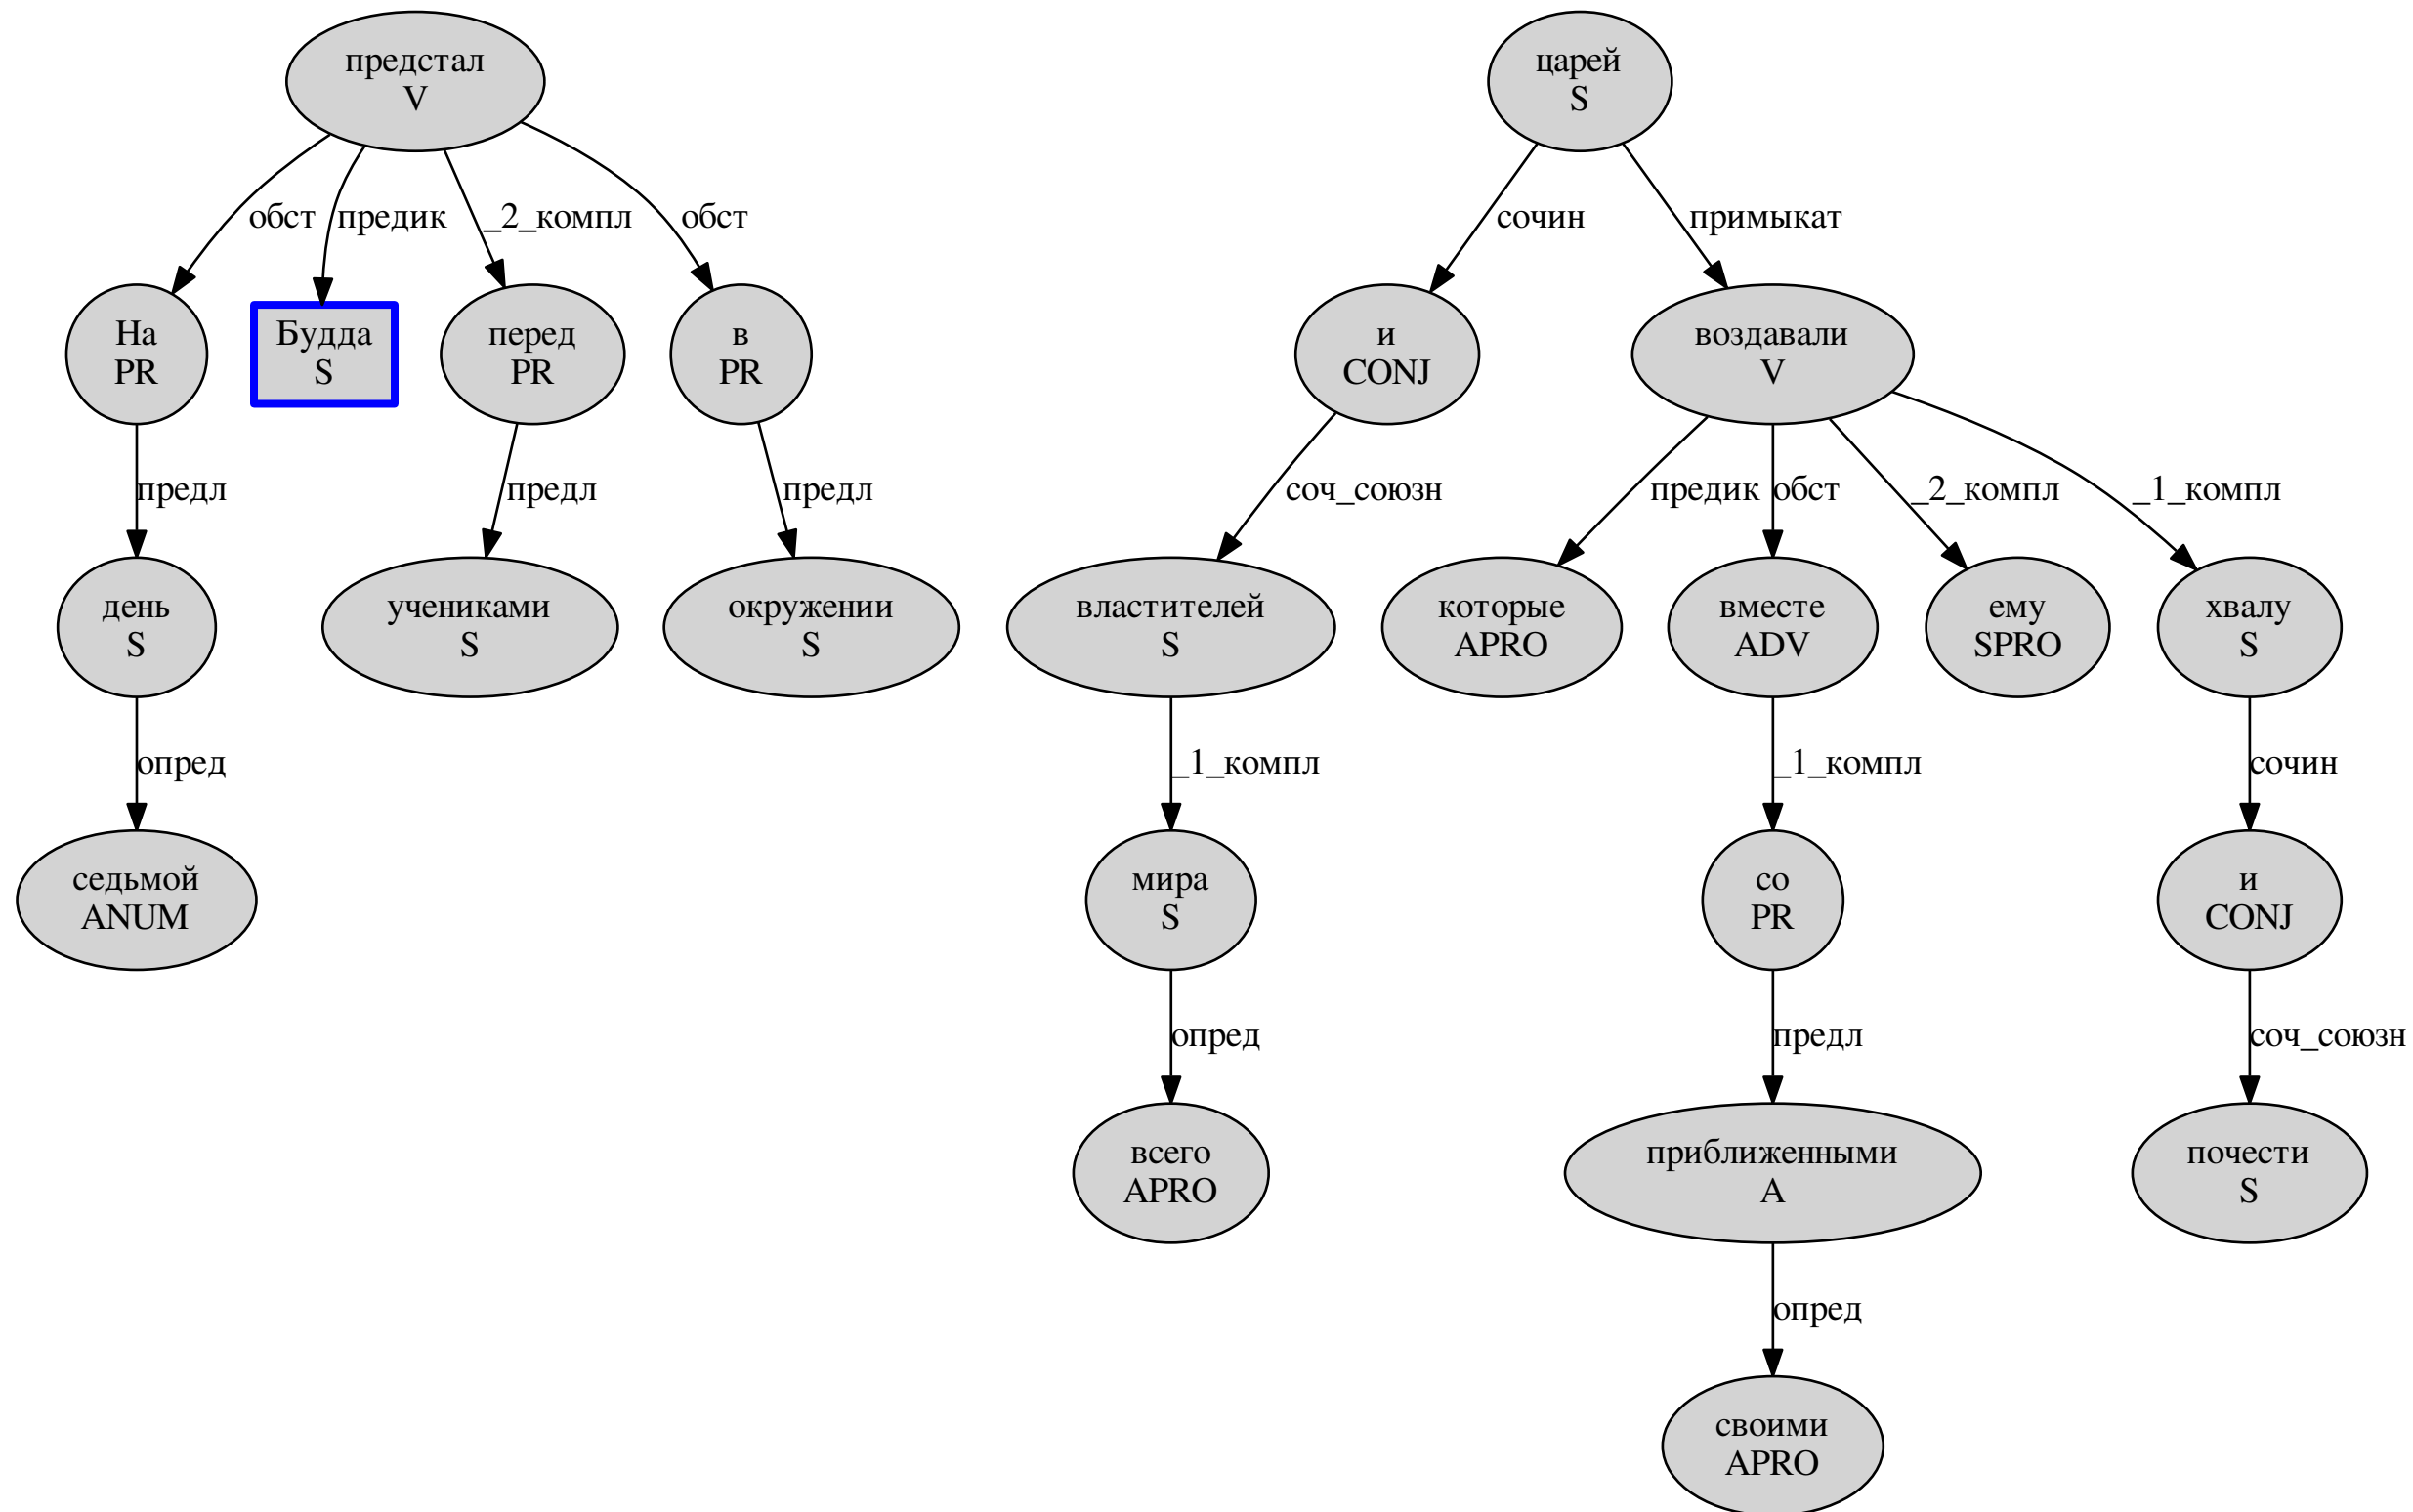 предстал
V
царей
S
обст
предик
_2_компл
обст
сочин
примыкат
На
PR
Будда
S
перед
PR
в
PR
и
CONJ
воздавали
V
предл
предл
предл
соч_союзн
предик
обст
_2_компл
_1_компл
день
S
учениками
S
окружении
S
властителей
S
которые
APRO
вместе
ADV
ему
SPRO
хвалу
S
опред
_1_компл
_1_компл
сочин
седьмой
ANUM
мира
S
со
PR
и
CONJ
опред
предл
соч_союзн
всего
APRO
приближенными
A
почести
S
опред
своими
APRO